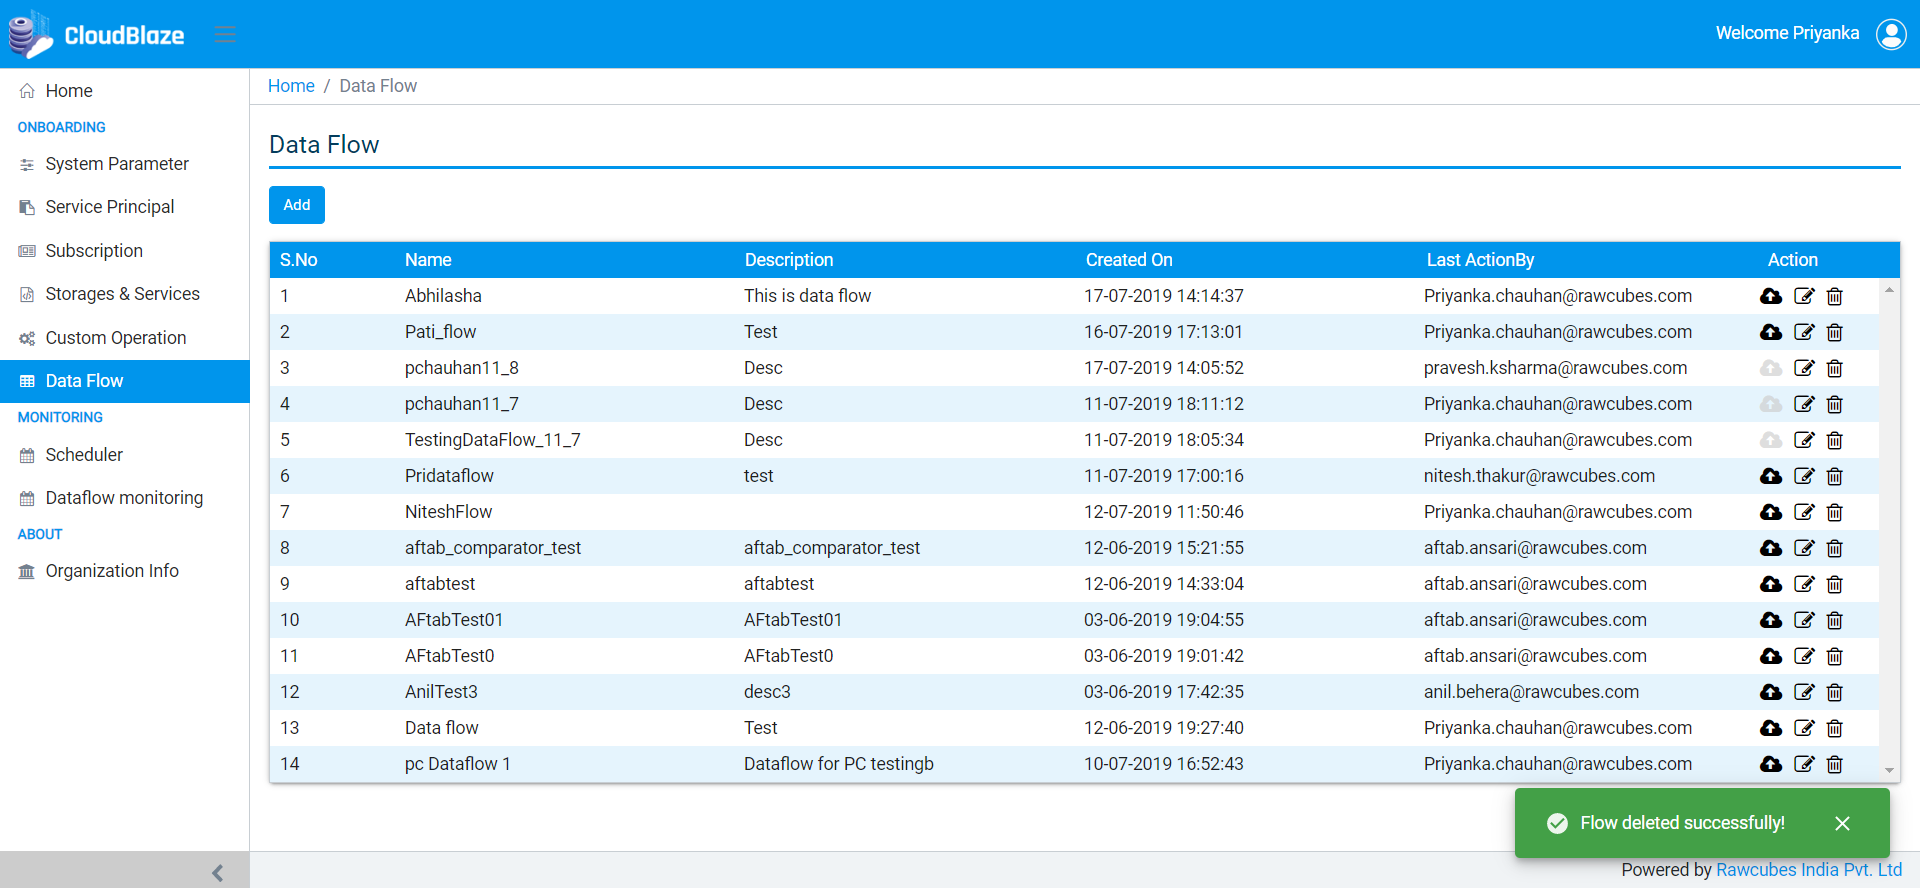 CloudBlaze
Welcome Priyanka
Home
ONBOARDING
System Parameter
Service Principal
Subscription
Storages & Services
Custom Operation
Data Flow
MONITORING
Scheduler
Dataflow monitoring
ABOUT
Organization Info
Home / Data Flow
Data Flow
Add
S.No Name Description Created On Last ActionBy Action
1 Abhilasha This is data flow 17-07-2019 14:14:37 Priyanka.chauhan@rawcubes.com
2 Pati_flow Test 16-07-2019 17:13:01 Priyanka.chauhan@rawcubes.com
3 pchauhan11_8 Desc 17-07-2019 14:05:52 pravesh.ksharma@rawcubes.com
4 pchauhan11_7 Desc 11-07-2019 18:11:12 Priyanka.chauhan@rawcubes.com
5 TestingDataFlow_11_7 Desc 11-07-2019 18:05:34 Priyanka.chauhan@rawcubes.com
6 Pridataflow test 11-07-2019 17:00:16 nitesh.thakur@rawcubes.com
7 NiteshFlow 12-07-2019 11:50:46 Priyanka.chauhan@rawcubes.com
8 aftab_comparator_test aftab_comparator_test 12-06-2019 15:21:55 aftab.ansari@rawcubes.com
9 aftabtest aftabtest 12-06-2019 14:33:04 aftab.ansari@rawcubes.com
10 AFtabTest01 AFtabTest01 03-06-2019 19:04:55 aftab.ansari@rawcubes.com
11 AFtabTest0 AFtabTest0 03-06-2019 19:01:42 aftab.ansari@rawcubes.com
12 AnilTest3 desc3 03-06-2019 17:42:35 anil.behera@rawcubes.com
13 Data flow Test 12-06-2019 19:27:40 Priyanka.chauhan@rawcubes.com
14 pc Dataflow 1 Dataflow for PC testingb 10-07-2019 16:52:43 Priyanka.chauhan@rawcubes.com
Flow deleted successfully!
Powered by Rawcubes India Pvt. Ltd